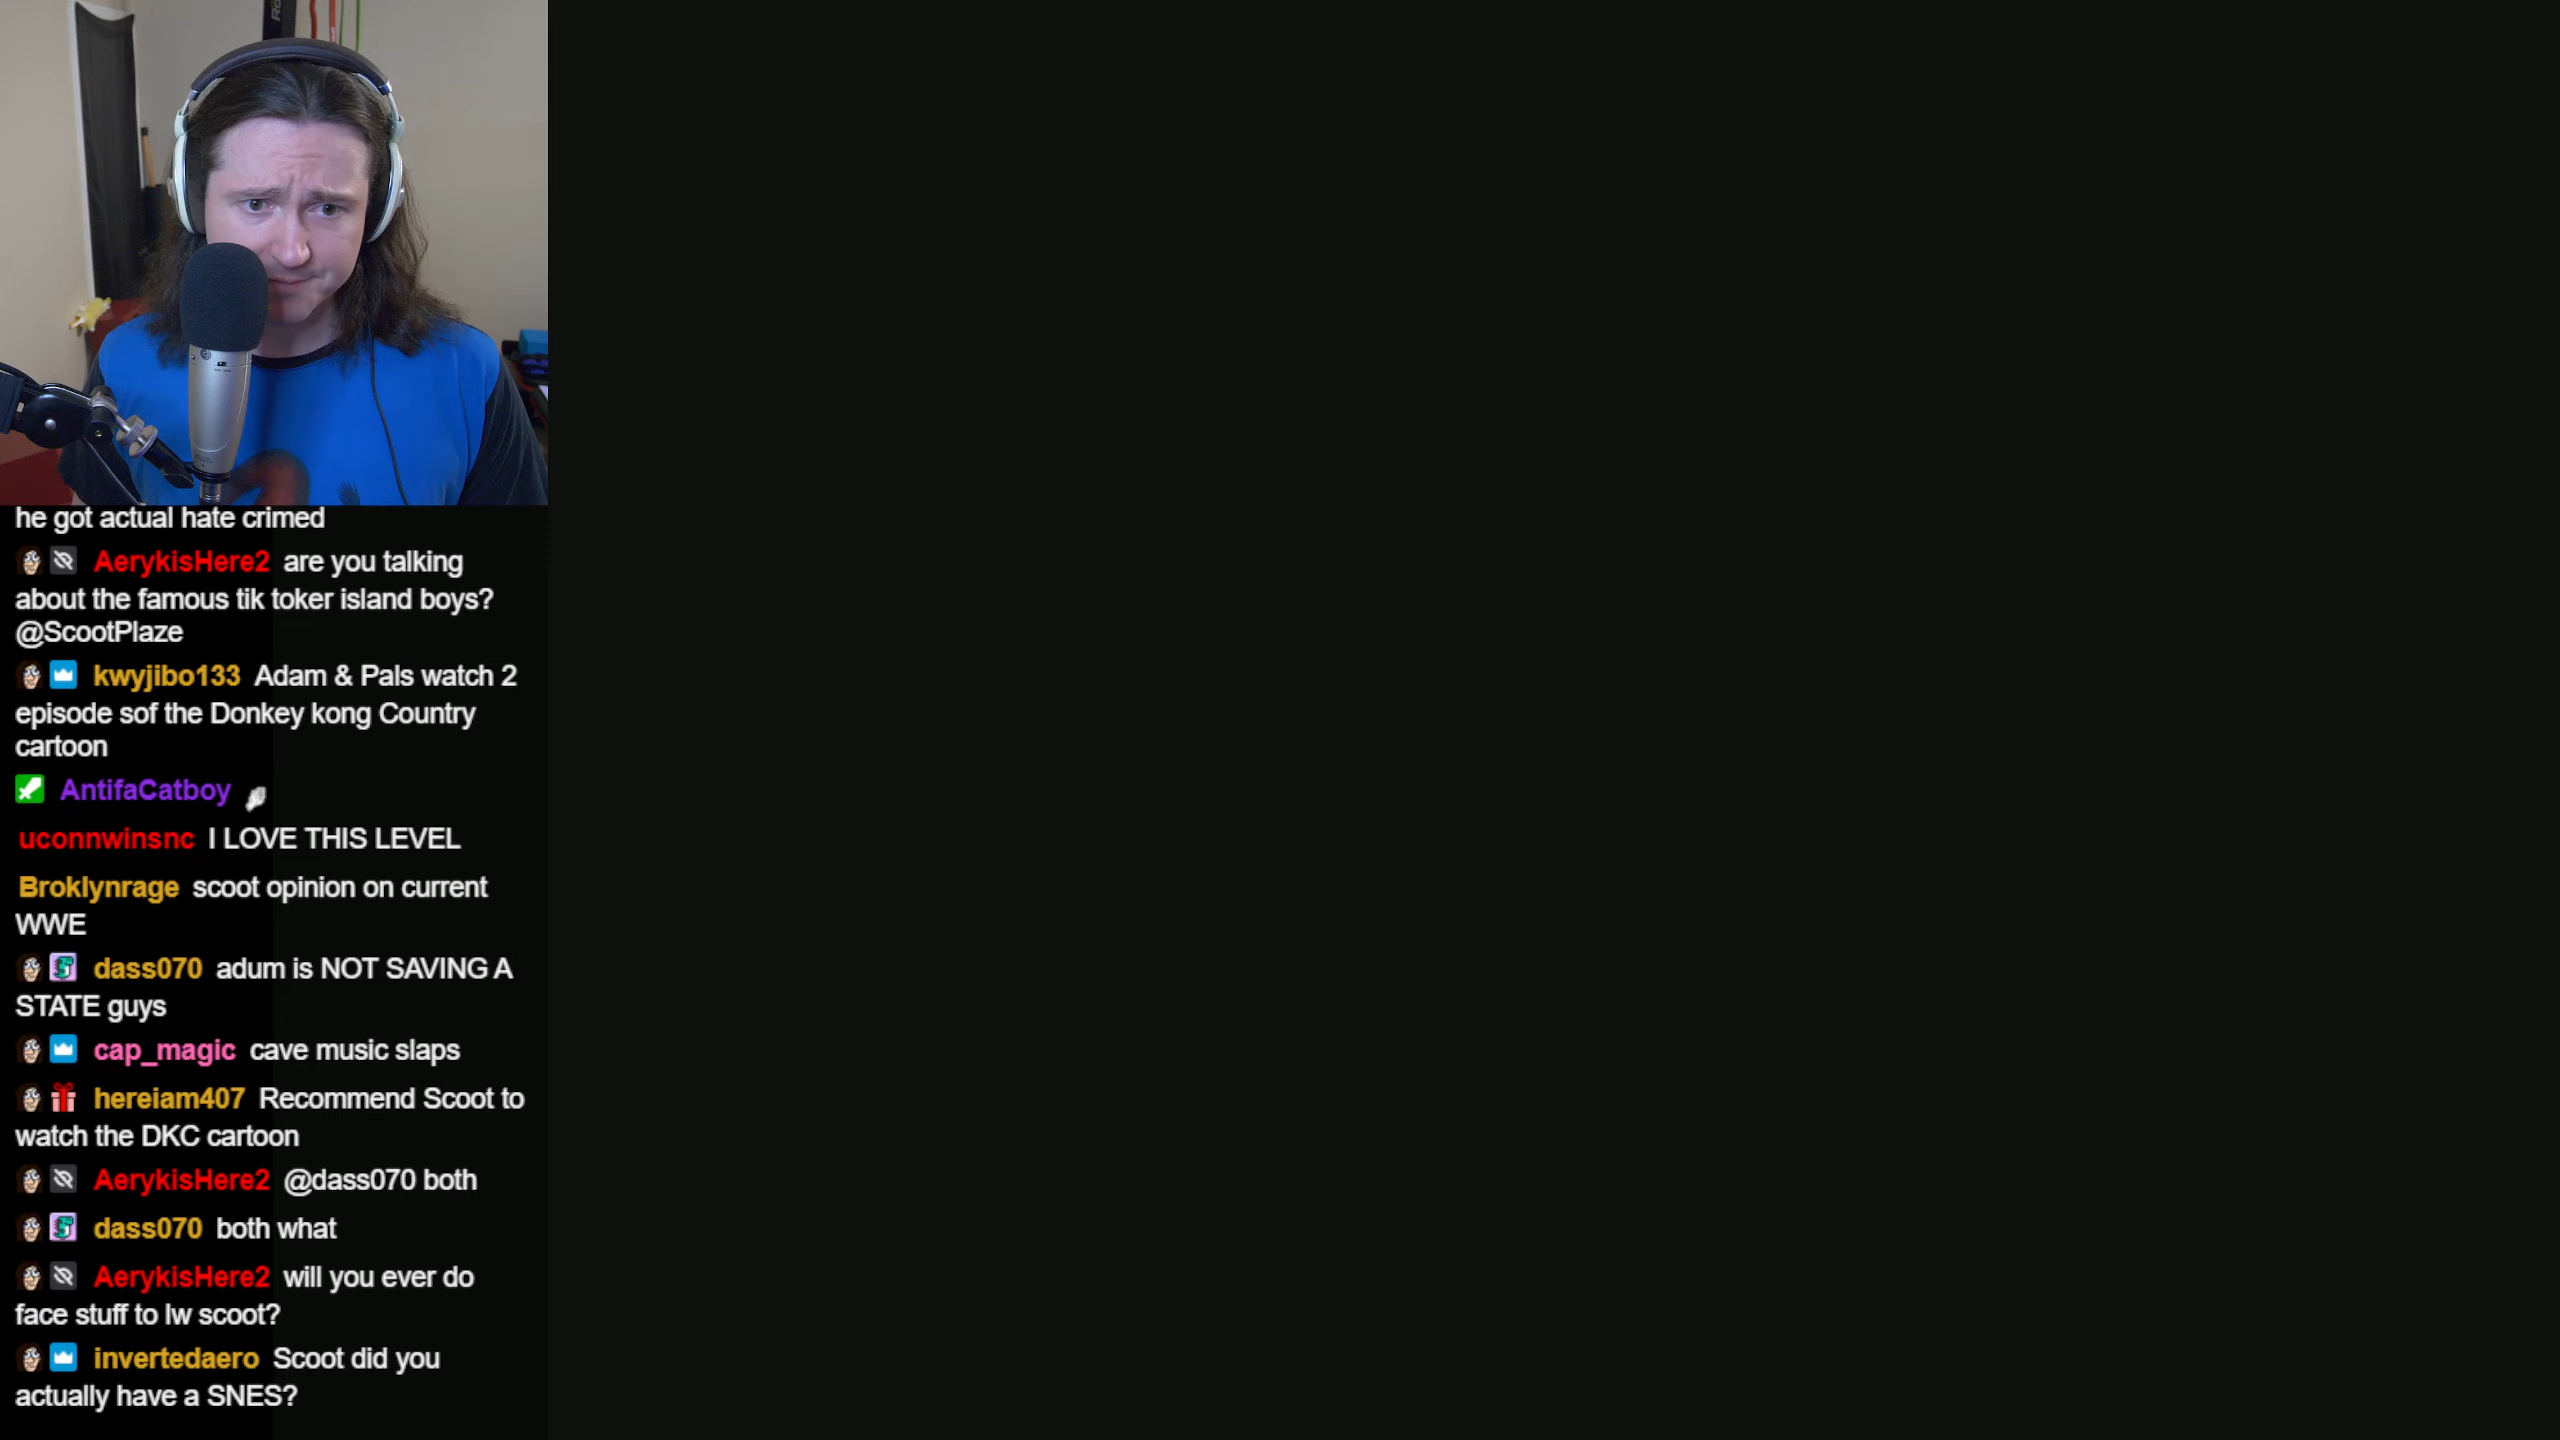 he got actual hate crimed
AerykisHere2 are you talking
about the famous tik toker island boys?
@ScootPlaze
kwyjibo133 Adam & Pals watch 2
episode sof the Donkey kong Country
cartoon
AntifaCatboy
uconnwinsnc I LOVE THIS LEVEL
Broklynrage scoot opinion on current
WWE
dass070 adum is NOT SAVING A
STATE guys
cap_magic cave music slaps
hereiam407 Recommend Scoot to
watch the DKC cartoon
AerykisHere2 @dass070 both
dass070 both what
AerykisHere2 will you ever do
face stuff to lw scoot?
invertedaero Scoot did you
actually have a SNES?